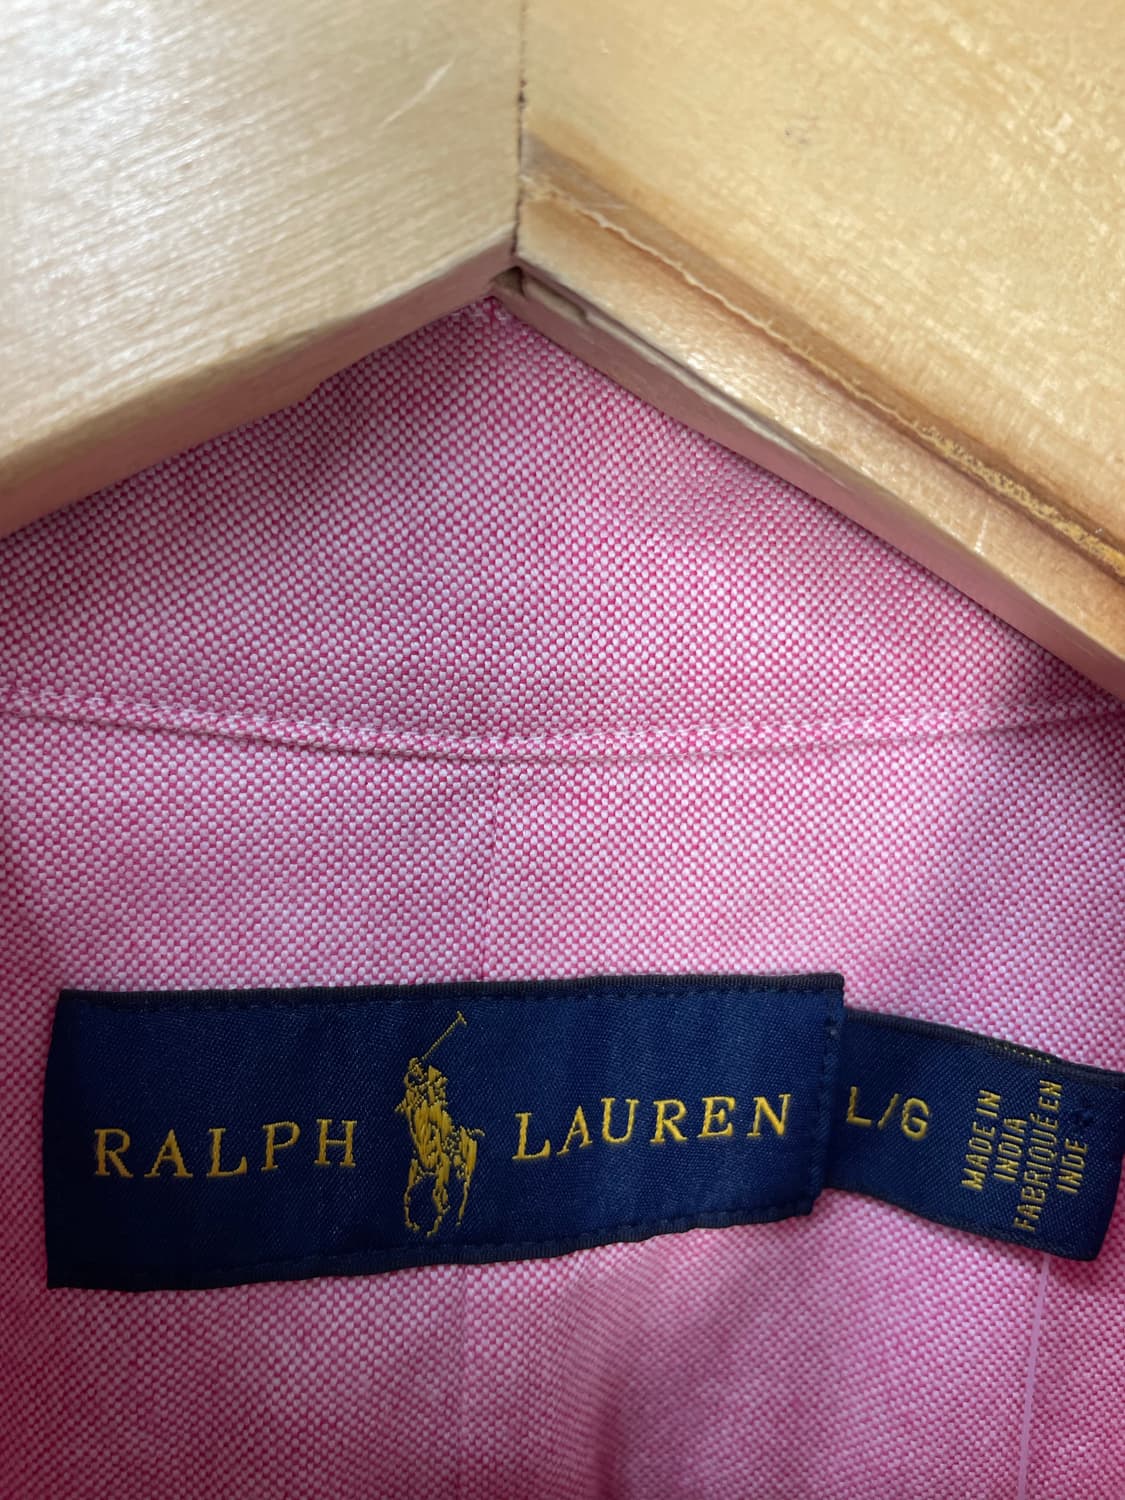 RALPH LAUREN
L/G
MADE IN
INDIA
FABRIQUÉ EN
INDE